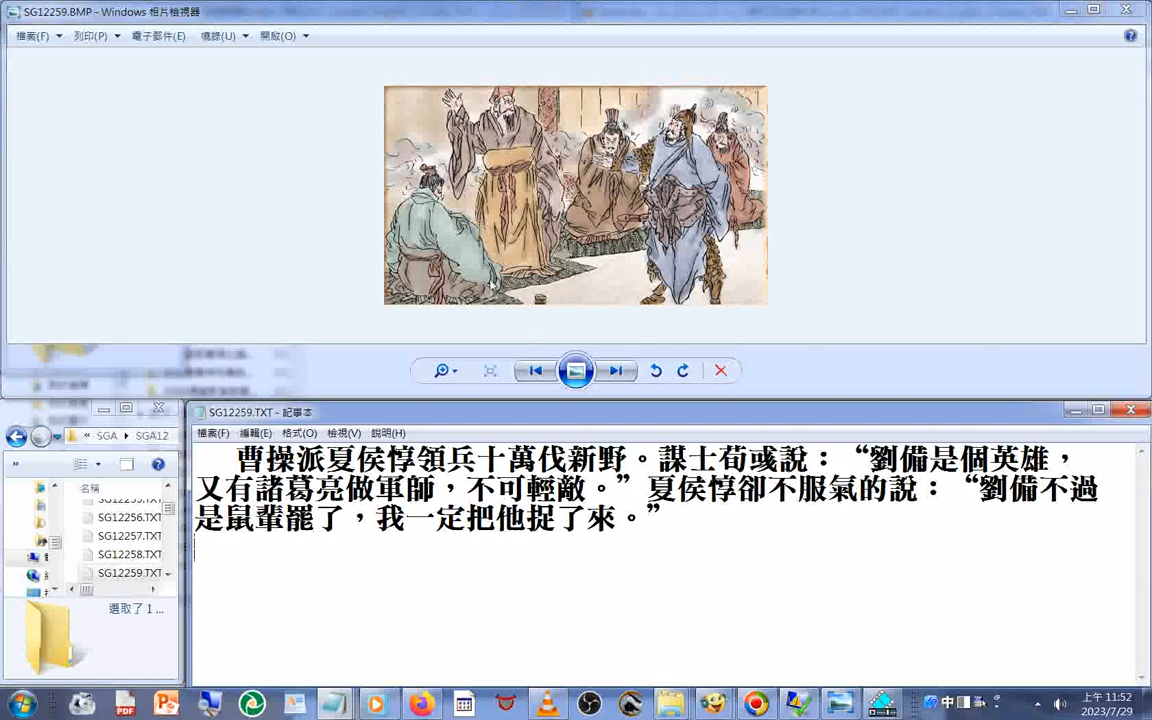 SG12259.BMP - Windows 相片檢視器
檔案(F) 列印(P) 電子郵件(E) 燒錄(U) 開啟(O)
SGA SGA12
名稱
SG12255.TXT
SG12256.TXT
SG12257.TXT
SG12258.TXT
SG12259.TXT
選取了 1 ...
SG12259.TXT - 記事本
檔案(F) 編輯(E) 格式(O) 檢視(V) 說明(H)
曹操派夏侯惇領兵十萬伐新野。謀士荀彧說：“劉備是個英雄，
又有諸葛亮做軍師，不可輕敵。”夏侯惇卻不服氣的說：“劉備不過
是鼠輩罷了，我一定把他捉了來。”
中
上午 11:52
2023/7/29